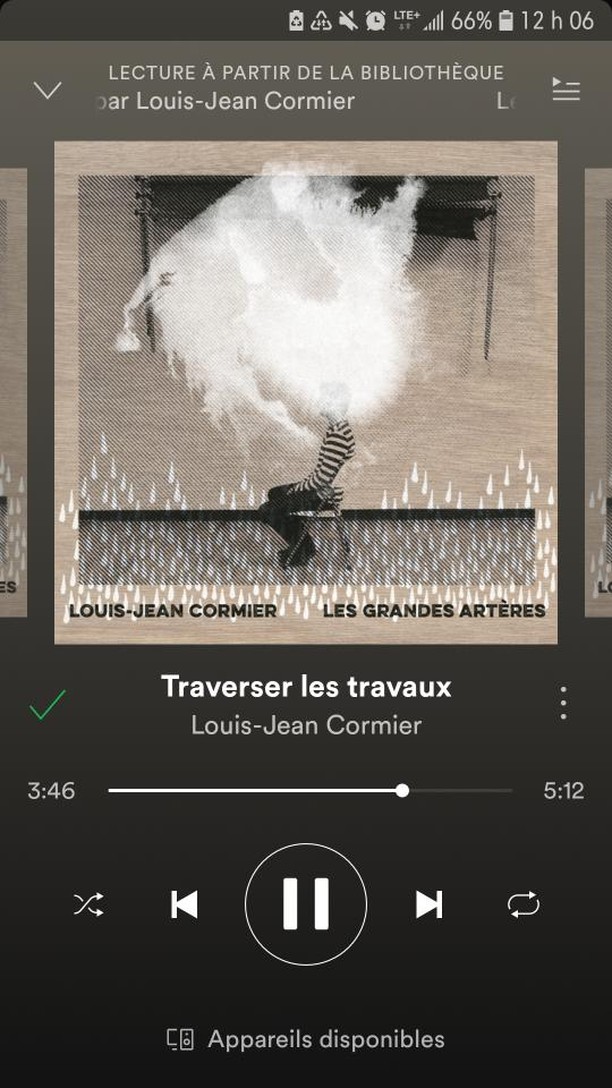 LTE+ 66% 12 h 06
LECTURE À PARTIR DE LA BIBLIOTHÈQUE
par Louis-Jean Cormier
LOUIS-JEAN CORMIER LES GRANDES ARTÈRES
Traverser les travaux
Louis-Jean Cormier
3:46 5:12
Appareils disponibles